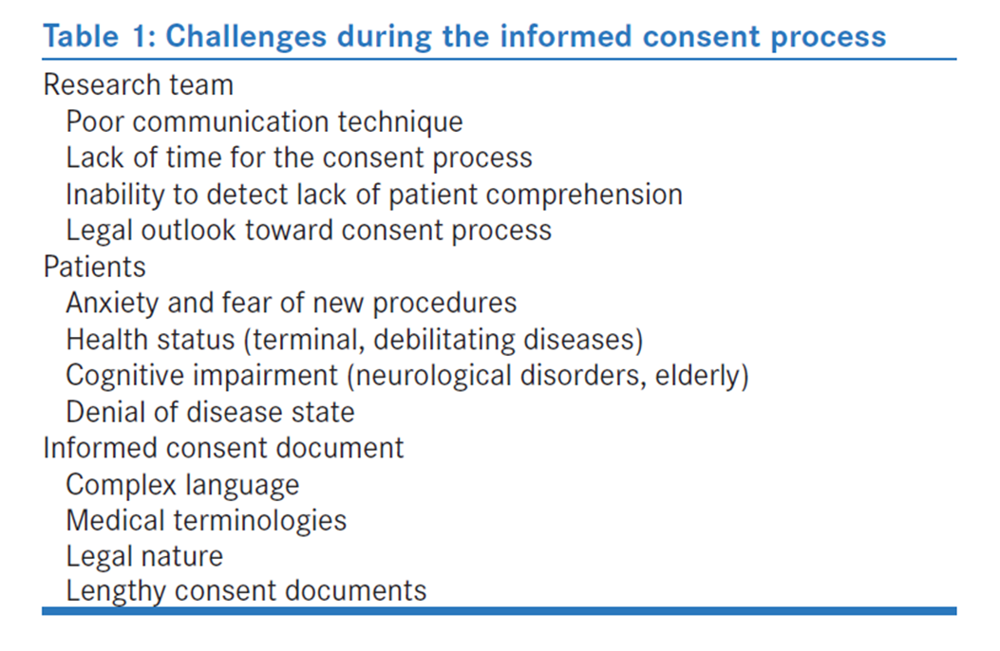 Table 1: Challenges during the informed consent process
Research team
Poor communication technique
Lack of time for the consent process
Inability to detect lack of patient comprehension
Legal outlook toward consent process
Patients
Anxiety and fear of new procedures
Health status (terminal, debilitating diseases)
Cognitive impairment (neurological disorders, elderly)
Denial of disease state
Informed consent document
Complex language
Medical terminologies
Legal nature
Lengthy consent documents